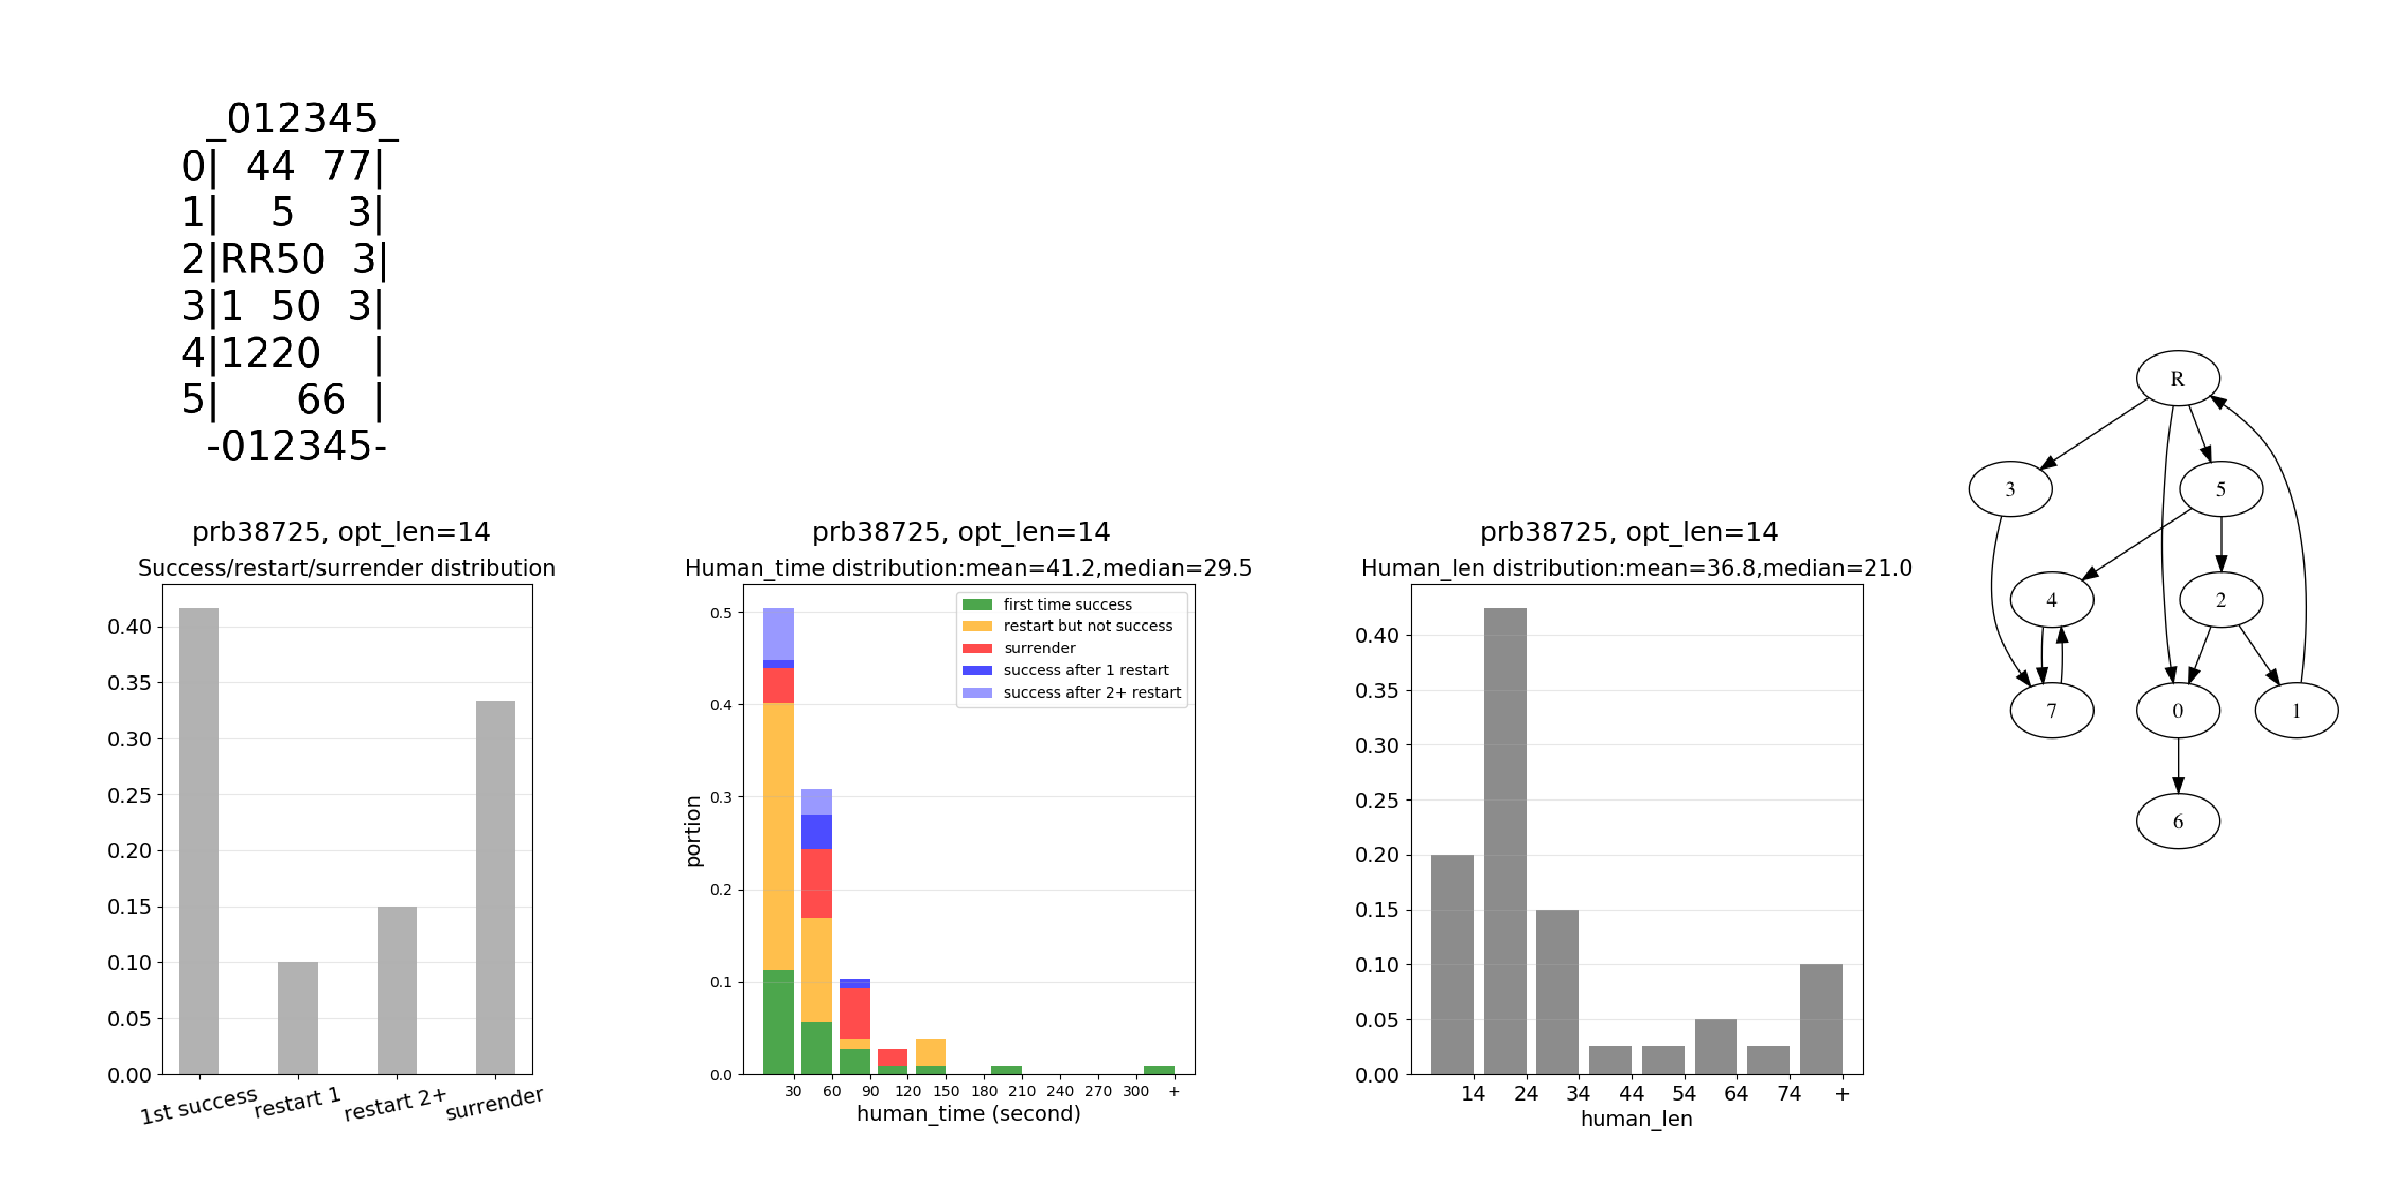 _012345_
0| 44 77|
1|  5  3|
2|RR50 3|
3|1 50 3|
4|1220  |
5|   66 |
-012345-
prb38725, opt_len=14
Success/restart/surrender distribution
0.40
0.35
0.30
0.25
0.20
0.15
0.10
0.05
0.00
1st success restart 1 restart 2+ surrender
prb38725, opt_len=14
Human_time distribution:mean=41.2,median=29.5
first time success
restart but not success
surrender
success after 1 restart
success after 2+ restart
portion
0.5
0.4
0.3
0.2
0.1
0.0
30 60 90 120 150 180 210 240 270 300 +
human_time (second)
prb38725, opt_len=14
Human_len distribution:mean=36.8,median=21.0
0.40
0.35
0.30
0.25
0.20
0.15
0.10
0.05
0.00
14 24 34 44 54 64 74 +
human_len
R
3 5
4 2
7 0 1
6